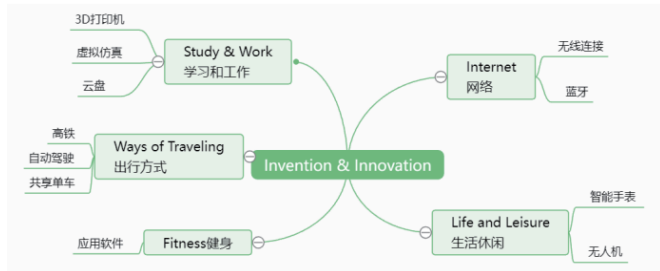 Invention & Innovation
Study & Work
学习和工作
3D打印机
虚拟仿真
云盘
Ways of Traveling
出行方式
高铁
自动驾驶
共享单车
Fitness健身
应用软件
Internet
网络
无线连接
蓝牙
Life and Leisure
生活休闲
智能手表
无人机